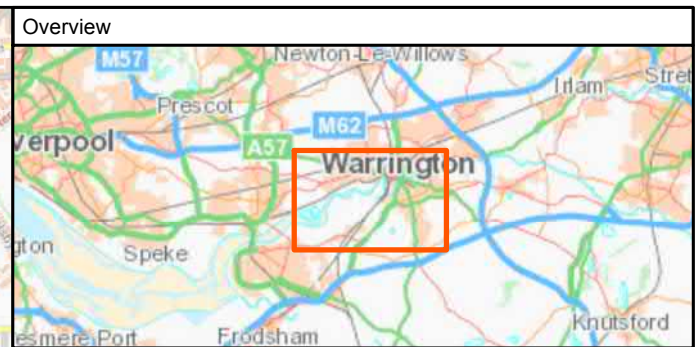 Overview
M57
Newton-Le-Willows
Irlam
Stret
Prescot
M62
verpool
A57
Warrington
gton
Speke
Knutsford
esmere Port
Frodsham